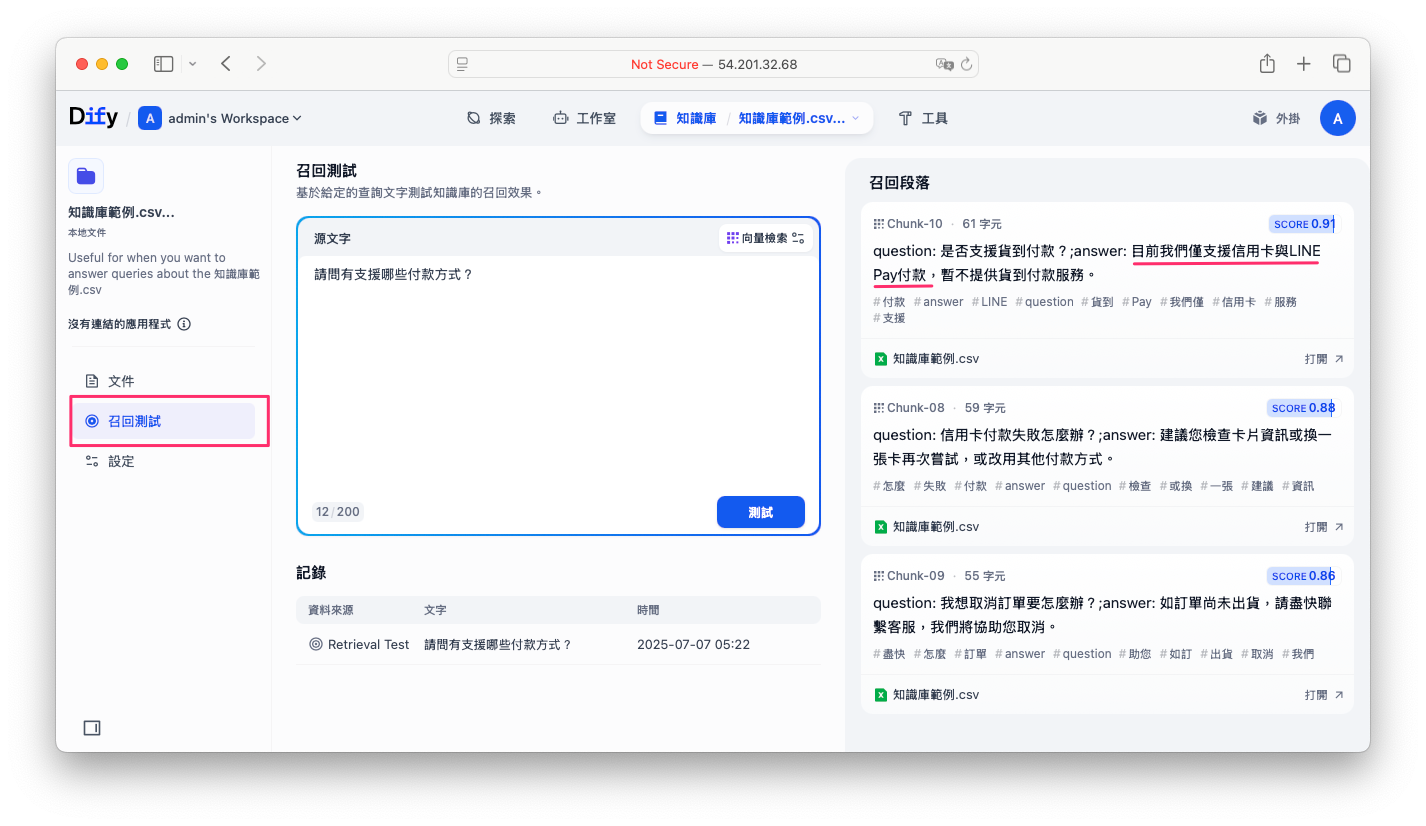 Not Secure — 54.201.32.68
Dify / A admin's Workspace
探索
工作室
知識庫 / 知識庫範例.csv...
工具
外掛
A
知識庫範例.csv...
本地文件
Useful for when you want to
answer queries about the 知識庫範
例.csv
沒有連結的應用程式
文件
召回測試
設定
召回測試
基於給定的查詢文字測試知識庫的召回效果。
源文字
向量檢索
請問有支援哪些付款方式？
12 / 200
測試
記錄
資料來源 文字 時間
Retrieval Test 請問有支援哪些付款方式？ 2025-07-07 05:22
召回段落
Chunk-10 · 61 字元 SCORE 0.91
question: 是否支援貨到付款？;answer: 目前我們僅支援信用卡與LINE
Pay付款，暫不提供貨到付款服務。
#付款 #answer #LINE #question #貨到 #Pay #我們僅 #信用卡 #服務
#支援
知識庫範例.csv 打開
Chunk-08 · 59 字元 SCORE 0.88
question: 信用卡付款失敗怎麼辦？;answer: 建議您檢查卡片資訊或換一
張卡再次嘗試，或改用其他付款方式。
#怎麼 #失敗 #付款 #answer #question #檢查 #或換 #一張 #建議 #資訊
知識庫範例.csv 打開
Chunk-09 · 55 字元 SCORE 0.86
question: 我想取消訂單要怎麼辦？;answer: 如訂單尚未出貨，請盡快聯
繫客服，我們將協助您取消。
#盡快 #怎麼 #訂單 #answer #question #助您 #如訂 #出貨 #取消 #我們
知識庫範例.csv 打開